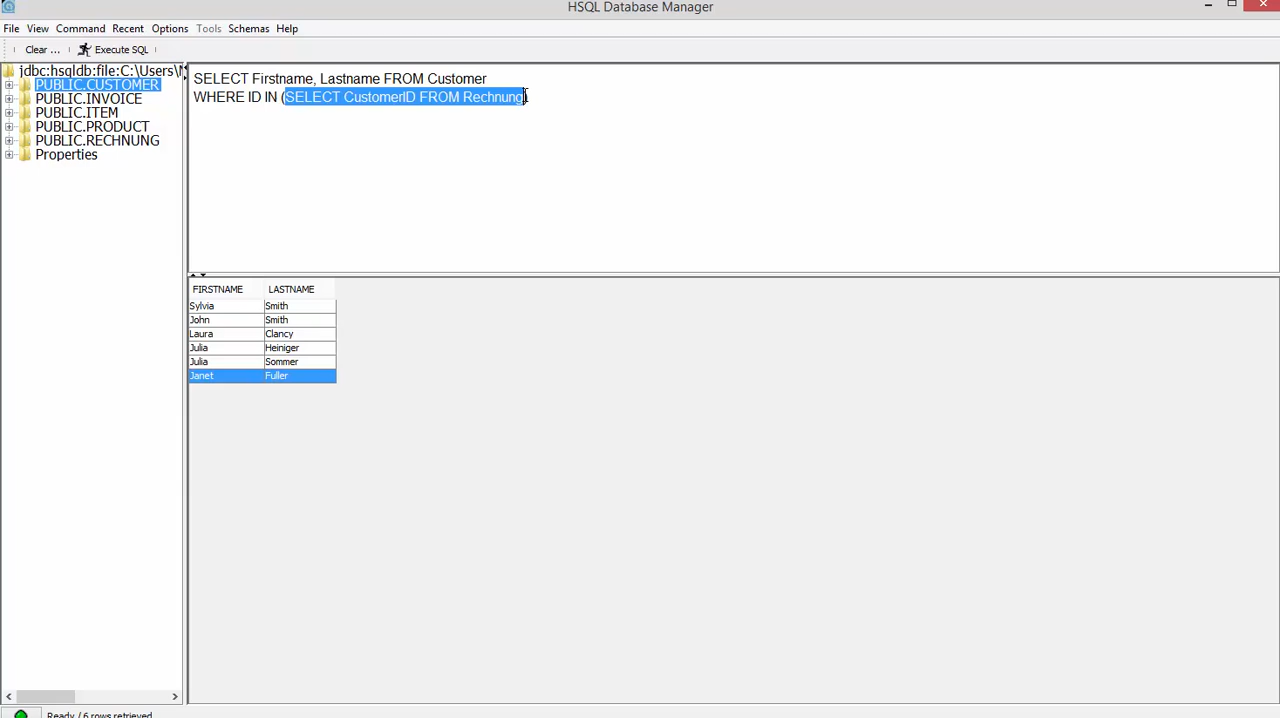 HSQL Database Manager
File View Command Recent Options Tools Schemas Help
Clear ... Execute SQL
jdbc:hsqldb:file:C:\Users\
PUBLIC.CUSTOMER
PUBLIC.INVOICE
PUBLIC.ITEM
PUBLIC.PRODUCT
PUBLIC.RECHNUNG
Properties
SELECT Firstname, Lastname FROM Customer
WHERE ID IN (SELECT CustomerID FROM Rechnung
FIRSTNAME LASTNAME
Sylvia Smith
John Smith
Laura Clancy
Julia Heiniger
Julia Sommer
Janet Fuller
Ready / 6 rows retrieved